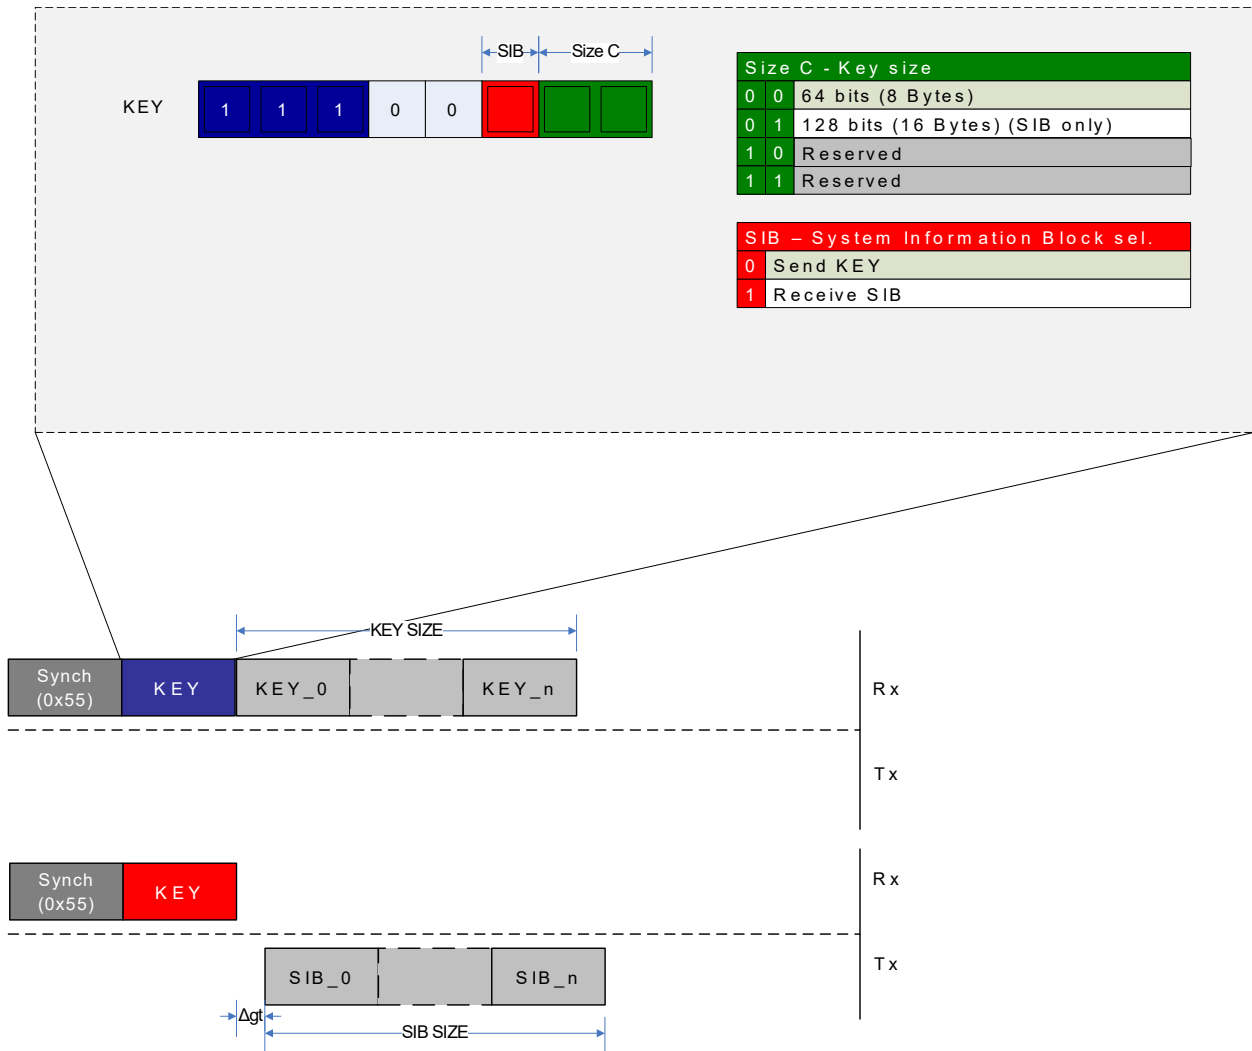 SIB Size C
KEY 1 1 1 0 0
Size C - Key size
0 0 64 bits (8 Bytes)
0 1 128 bits (16 Bytes) (SIB only)
1 0 Reserved
1 1 Reserved
SIB – System Information Block sel.
0 Send KEY
1 Receive SIB
KEY SIZE
Synch
(0x55)
KEY
KEY_0
KEY_n
Rx
Tx
Synch
(0x55)
KEY
Rx
SIB_0
SIB_n
Tx
Δgt
SIB SIZE